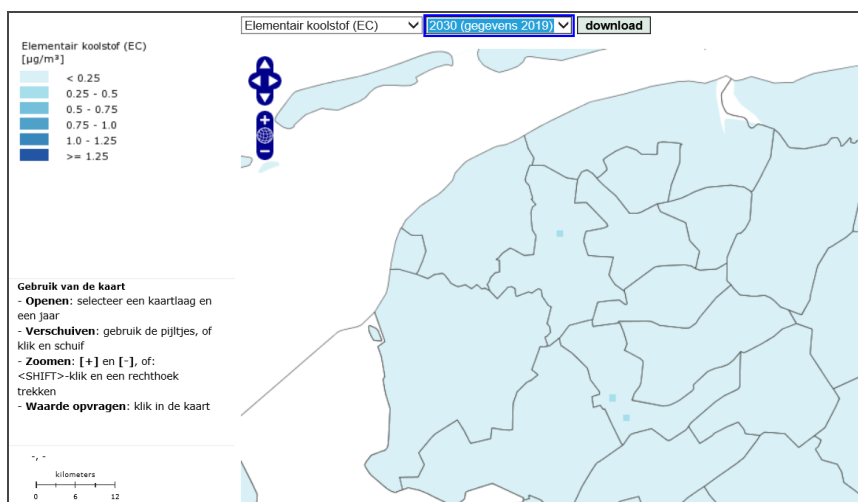 Elementair koolstof (EC) 2030 (gegevens 2019) download
Elementair koolstof (EC)
[µg/m³]
< 0.25
0.25 - 0.5
0.5 - 0.75
0.75 - 1.0
1.0 - 1.25
>= 1.25
Gebruik van de kaart
- Openen: selecteer een kaartlaag en
een jaar
- Verschuiven: gebruik de pijltjes, of
klik en schuif
- Zoomen: [+] en [-], of:
<SHIFT>-klik en een rechthoek
trekken
- Waarde opvragen: klik in de kaart
-, -
kilometers
0 6 12